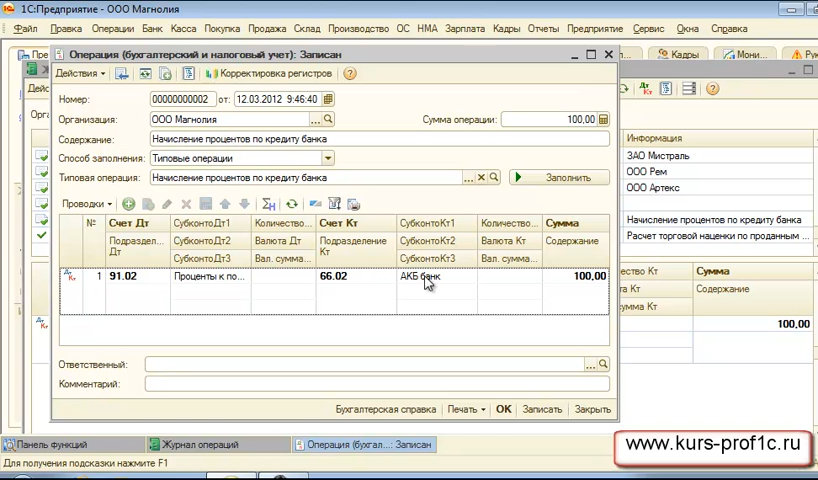 1С:Предприятие - ООО Магнолия
Файл Правка Операции Банк Касса Покупка Продажа Склад Производство ОС НМА Зарплата Кадры Отчеты Предприятие Сервис Окна Справка
Кадры Мони...
Операция (бухгалтерский и налоговый учет): Записан
Действия Корректировка регистров
Номер: 00000000002 от: 12.03.2012 9:46:40
Организация: ООО Магнолия Сумма операции: 100,00
Содержание: Начисление процентов по кредиту банка
Способ заполнения: Типовые операции
Типовая операция: Начисление процентов по кредиту банка Заполнить
Проводки
№ Счет Дт СубконтоДт1 Количество... Счет Кт СубконтоКт1 Количество... Сумма
Подраздел... Дт СубконтоДт2 Валюта Дт Подразделение Кт СубконтоКт2 Валюта Кт Содержание
СубконтоДт3 Вал. сумма... СубконтоКт3 Вал. сумма...
1 91.02 Проценты к по... 66.02 АКБ банк 100,00
Ответственный:
Комментарий:
Бухгалтерская справка Печать OK Записать Закрыть
Информация
ЗАО Мистраль
ООО Рем
ООО Артекс
Начисление процентов по кредиту банка
Расчет торговой наценки по проданным ...
Сумма
Содержание
100,00
Панель функций Журнал операций Операция (бухгал...: Записан
Для получения подсказки нажмите F1
www.kurs-prof1c.ru